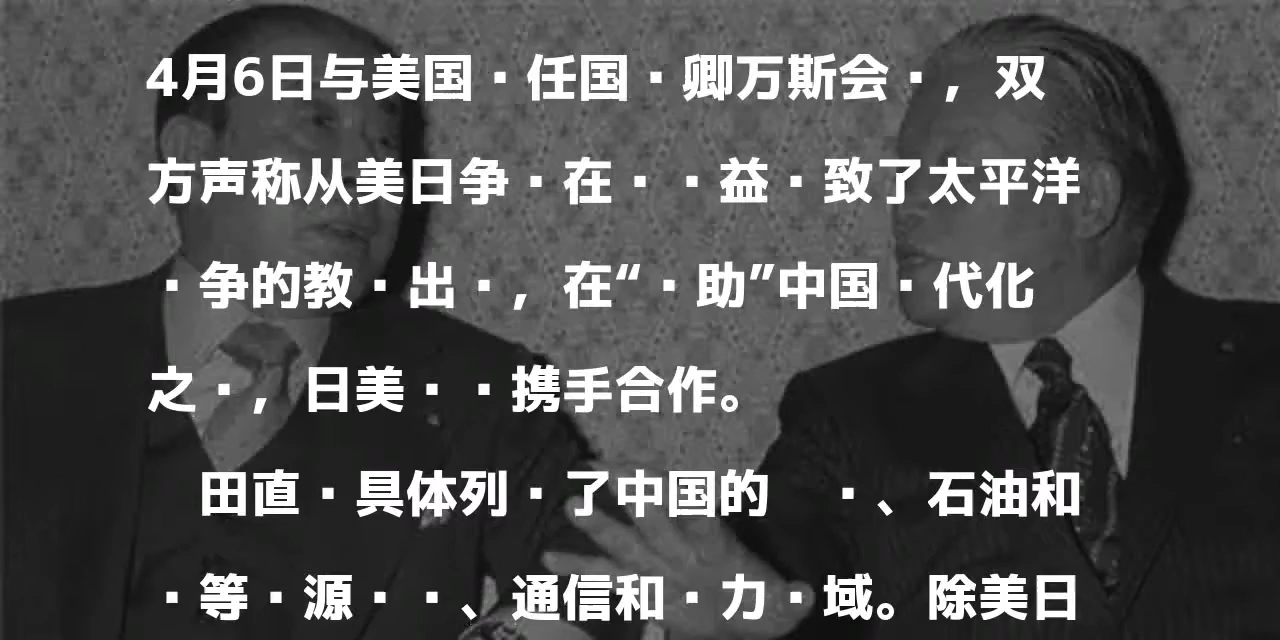 4月6日与美国·任国·卿万斯会·，双
方声称从美日争·在··益·致了太平洋
·争的教·出·，在“·助”中国·代化
之·，日美··携手合作。
田直·具体列·了中国的 ·、石油和
·等·源··、通信和·力·域。除美日